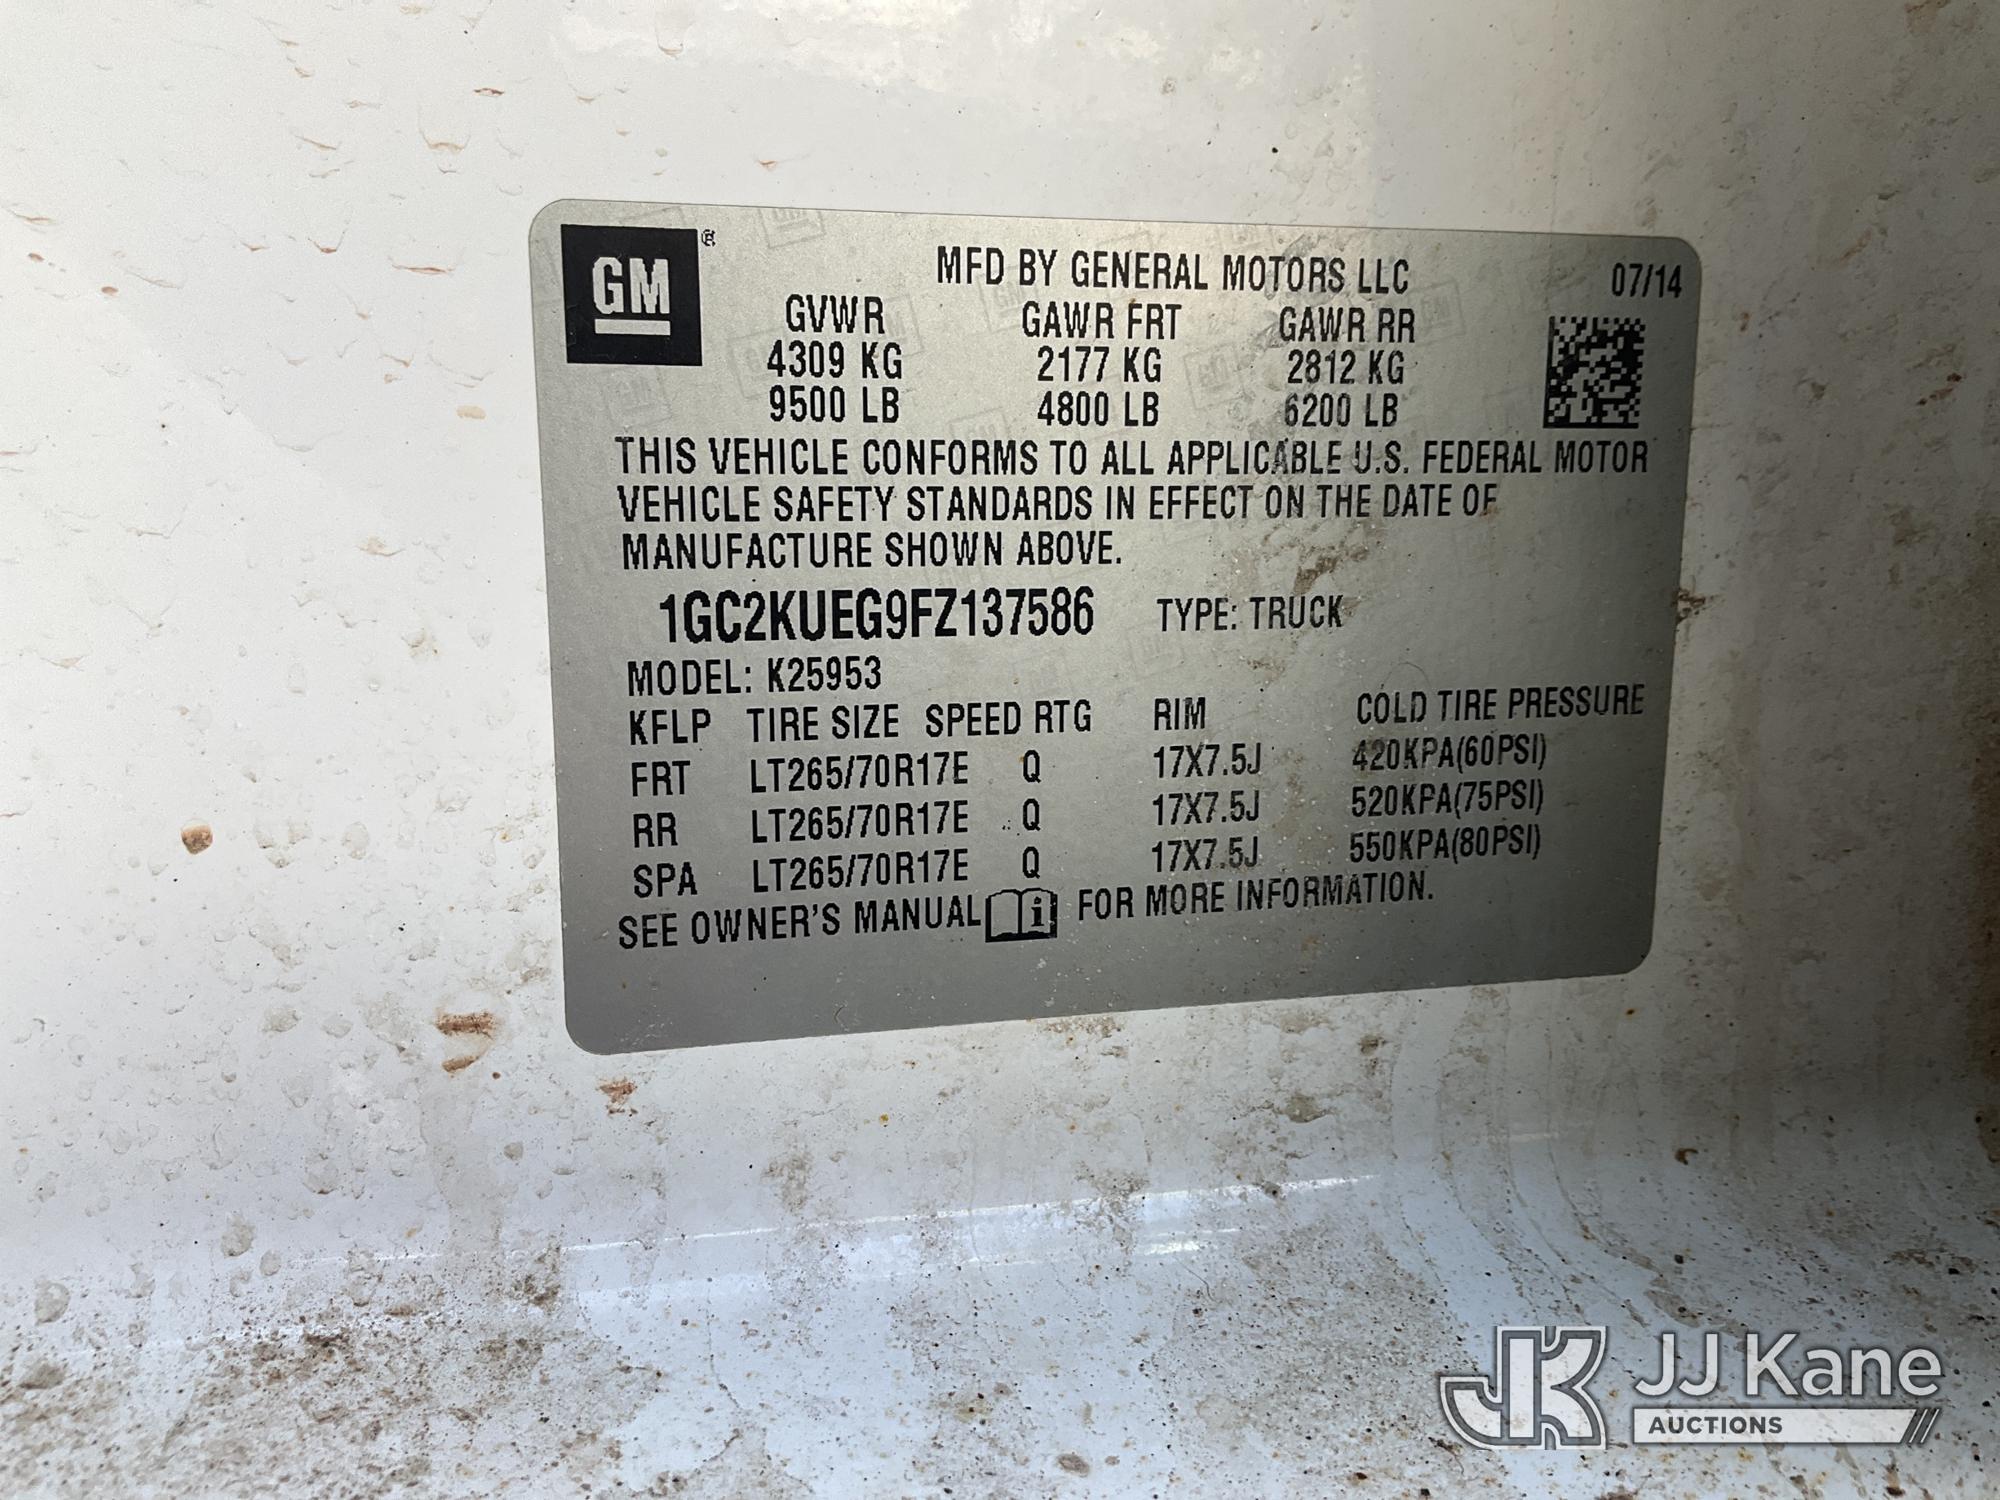 GM ®
MFD BY GENERAL MOTORS LLC 07/14
GVWR GAWR FRT GAWR RR
4309 KG 2177 KG 2812 KG
9500 LB 4800 LB 6200 LB
THIS VEHICLE CONFORMS TO ALL APPLICABLE U.S. FEDERAL MOTOR
VEHICLE SAFETY STANDARDS IN EFFECT ON THE DATE OF
MANUFACTURE SHOWN ABOVE.
1GC2KUEG9FZ137586 TYPE: TRUCK
MODEL: K25953
KFLP TIRE SIZE SPEED RTG RIM COLD TIRE PRESSURE
FRT LT265/70R17E Q 17X7.5J 420KPA(60PSI)
RR LT265/70R17E Q 17X7.5J 520KPA(75PSI)
SPA LT265/70R17E Q 17X7.5J 550KPA(80PSI)
SEE OWNER'S MANUAL i FOR MORE INFORMATION.
JK JJ Kane
AUCTIONS